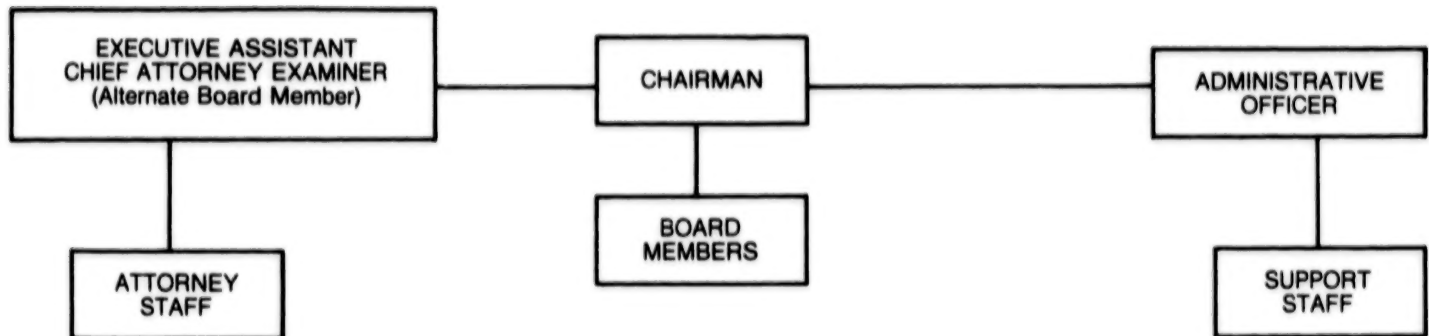 EXECUTIVE ASSISTANT
CHIEF ATTORNEY EXAMINER
(Alternate Board Member)
CHAIRMAN
ADMINISTRATIVE
OFFICER
BOARD
MEMBERS
ATTORNEY
STAFF
SUPPORT
STAFF